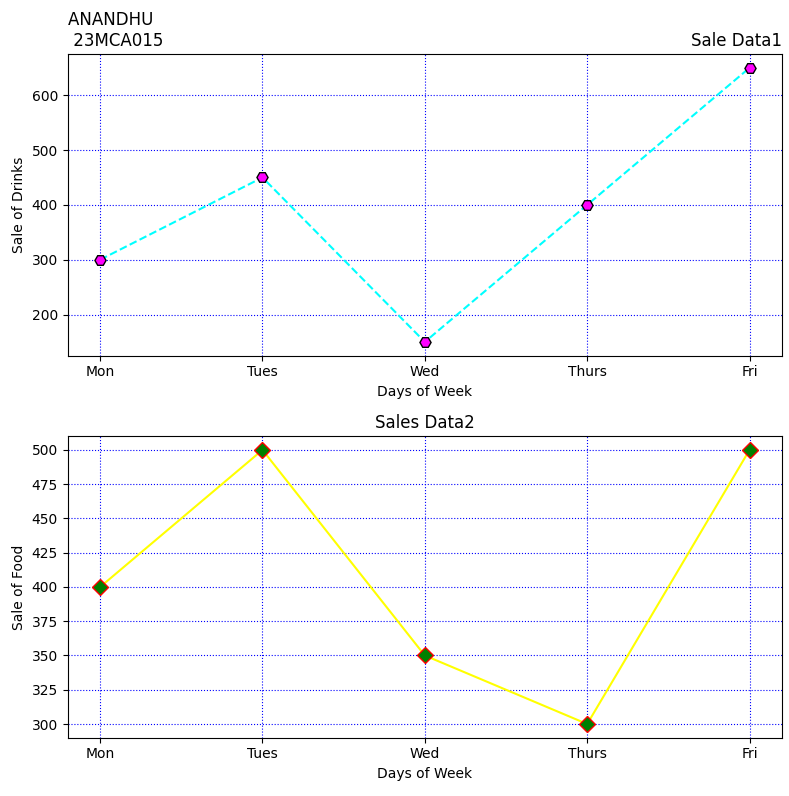 ANANDHU
23MCA015
Sale Data1
600
500
400
300
200
Sale of Drinks
Mon Tues Wed Thurs Fri
Days of Week
Sales Data2
500
475
450
425
400
375
350
325
300
Sale of Food
Mon Tues Wed Thurs Fri
Days of Week